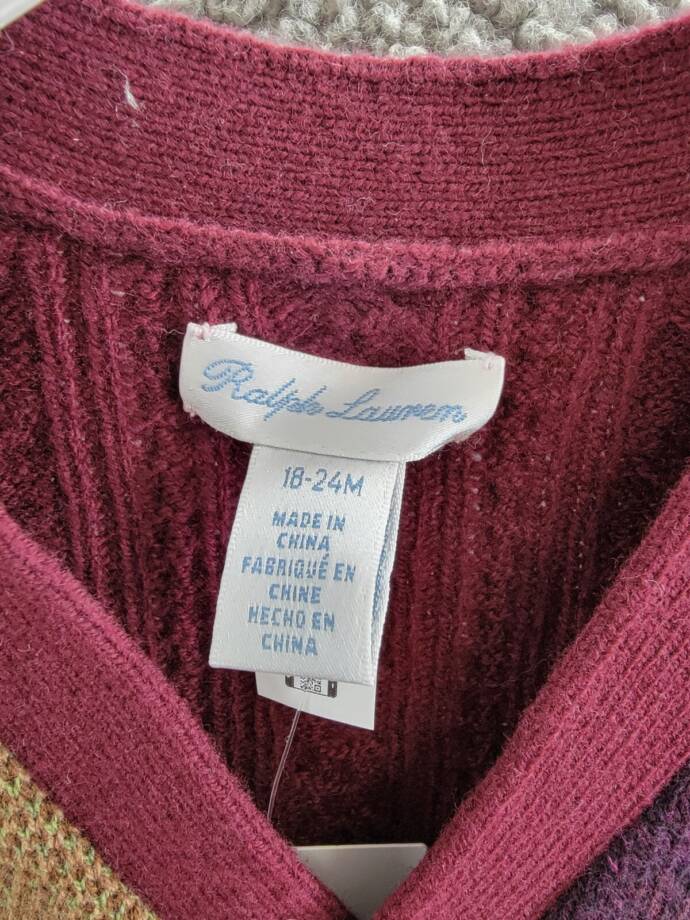 Ralph Lauren
18-24M
MADE IN
CHINA
FABRIQUÉ EN
CHINE
HECHO EN
CHINA